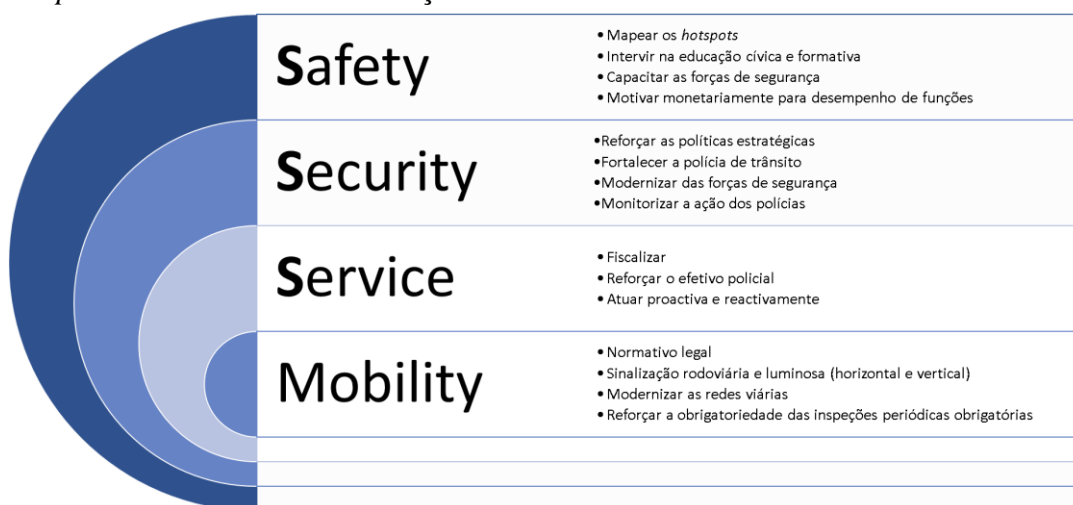 Safety
• Mapear os hotspots
• Intervir na educação cívica e formativa
• Capacitar as forças de segurança
• Motivar monetariamente para desempenho de funções
Security
•Reforçar as políticas estratégicas
•Fortalecer a polícia de trânsito
•Modernizar das forças de segurança
•Monitorizar a ação dos polícias
Service
• Fiscalizar
• Reforçar o efetivo policial
• Atuar proactiva e reactivamente
Mobility
• Normativo legal
• Sinalização rodoviária e luminosa (horizontal e vertical)
• Modernizar as redes viárias
• Reforçar a obrigatoriedade das inspeções periódicas obrigatórias